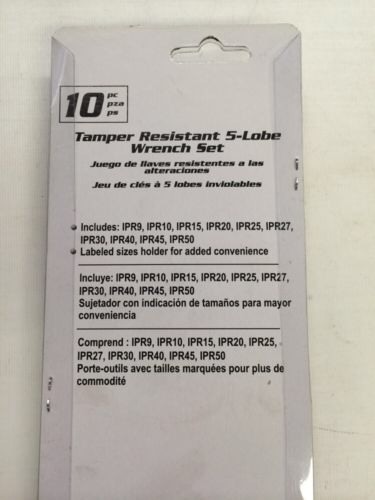 10 pc
pza
ps
Tamper Resistant 5-Lobe
Wrench Set
Juego de llaves resistentes a las
alteraciones
Jeu de clés à 5 lobes inviolables
• Includes: IPR9, IPR10, IPR15, IPR20, IPR25, IPR27,
IPR30, IPR40, IPR45, IPR50
• Labeled sizes holder for added convenience
Incluye: IPR9, IPR10, IPR15, IPR20, IPR25, IPR27,
IPR30, IPR40, IPR45, IPR50
Sujetador con indicación de tamaños para mayor
conveniencia
Comprend : IPR9, IPR10, IPR15, IPR20, IPR25,
IPR27, IPR30, IPR40, IPR45, IPR50
Porte-outils avec tailles marquées pour plus de
commodité